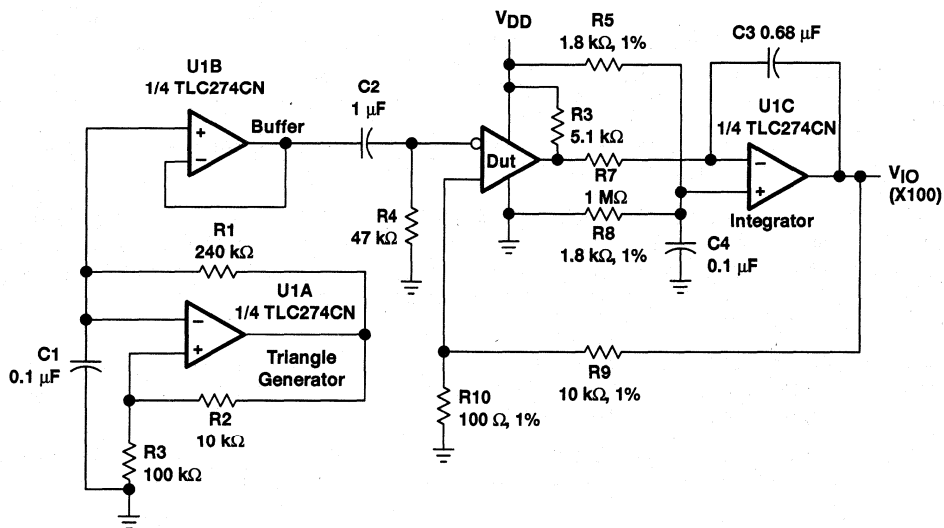 VDD
R5
1.8 kΩ, 1%
C3 0.68 μF
U1B
1/4 TLC274CN
C2
1 μF
Buffer
+
−
R3
5.1 kΩ
U1C
1/4 TLC274CN
Dut
R7
1 MΩ
−
+
VIO
(X100)
Integrator
R4
47 kΩ
R8
1.8 kΩ, 1%
C4
0.1 μF
R1
240 kΩ
U1A
1/4 TLC274CN
−
+
Triangle
Generator
C1
0.1 μF
R2
10 kΩ
R9
10 kΩ, 1%
R10
100 Ω, 1%
R3
100 kΩ